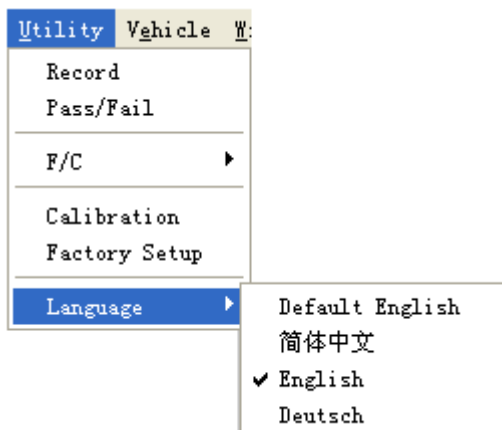 Utility Vehicle W
Record
Pass/Fail
F/C
Calibration
Factory Setup
Language
Default English
简体中文
English
Deutsch